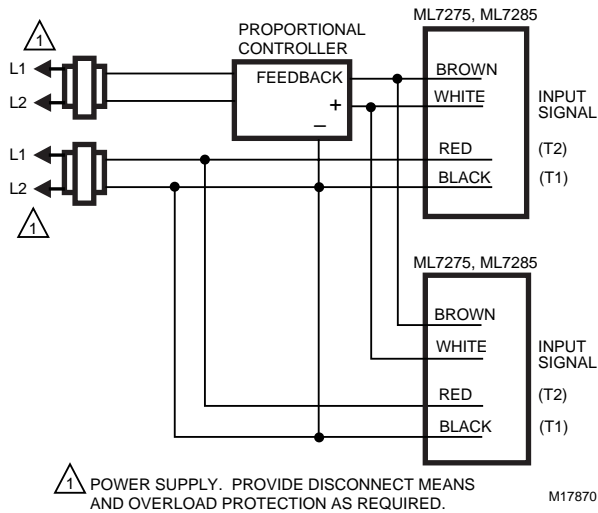 ML7275, ML7285
PROPORTIONAL
CONTROLLER
1
L1
L2
FEEDBACK
+
–
BROWN
WHITE
INPUT
SIGNAL
L1
L2
RED
(T2)
BLACK
(T1)
1
ML7275, ML7285
BROWN
WHITE
INPUT
SIGNAL
RED
(T2)
BLACK
(T1)
1 POWER SUPPLY. PROVIDE DISCONNECT MEANS
AND OVERLOAD PROTECTION AS REQUIRED.
M17870